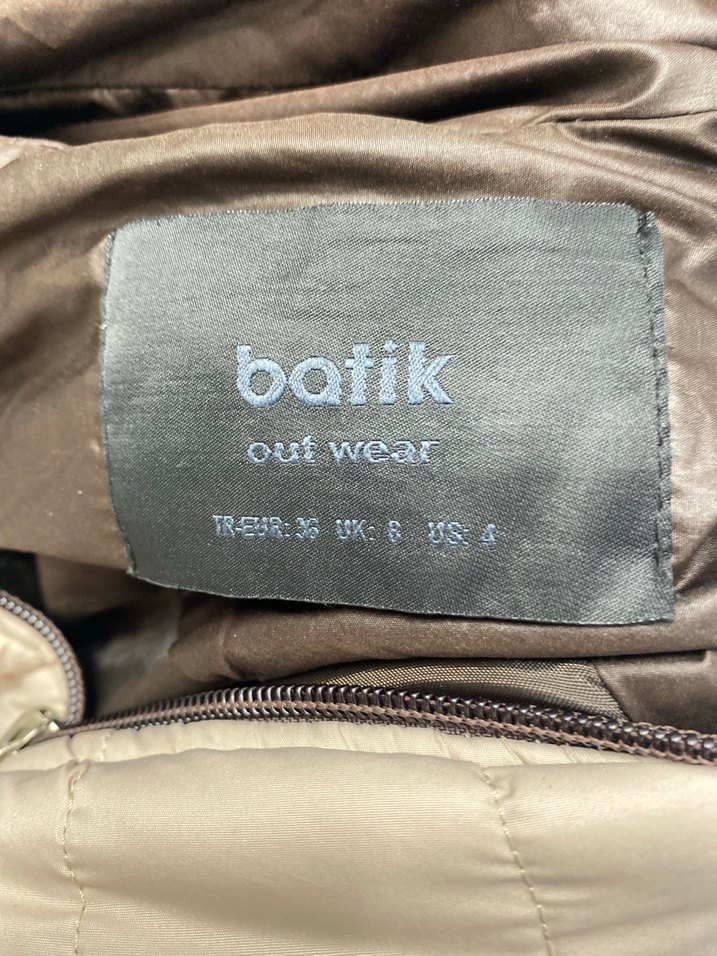 batik
out wear
TR-EUR: 36 UK: 8 US: 4